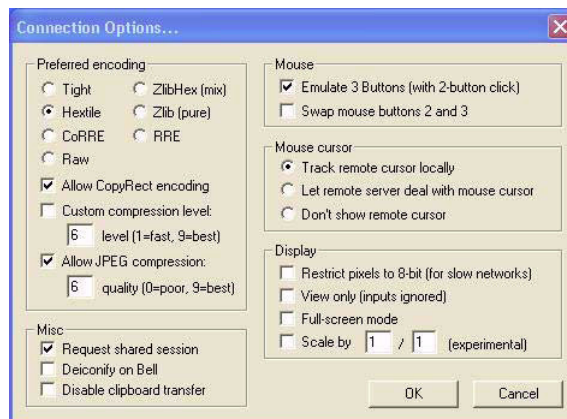 Connection Options...
Preferred encoding
Tight
ZlibHex (mix)
Hextile
Zlib (pure)
CoRRE
RRE
Raw
Allow CopyRect encoding
Custom compression level:
6 level (1=fast, 9=best)
Allow JPEG compression:
6 quality (0=poor, 9=best)
Misc
Request shared session
Deiconify on Bell
Disable clipboard transfer
Mouse
Emulate 3 Buttons (with 2-button click)
Swap mouse buttons 2 and 3
Mouse cursor
Track remote cursor locally
Let remote server deal with mouse cursor
Don't show remote cursor
Display
Restrict pixels to 8-bit (for slow networks)
View only (inputs ignored)
Full-screen mode
Scale by 1 / 1 (experimental)
OK
Cancel